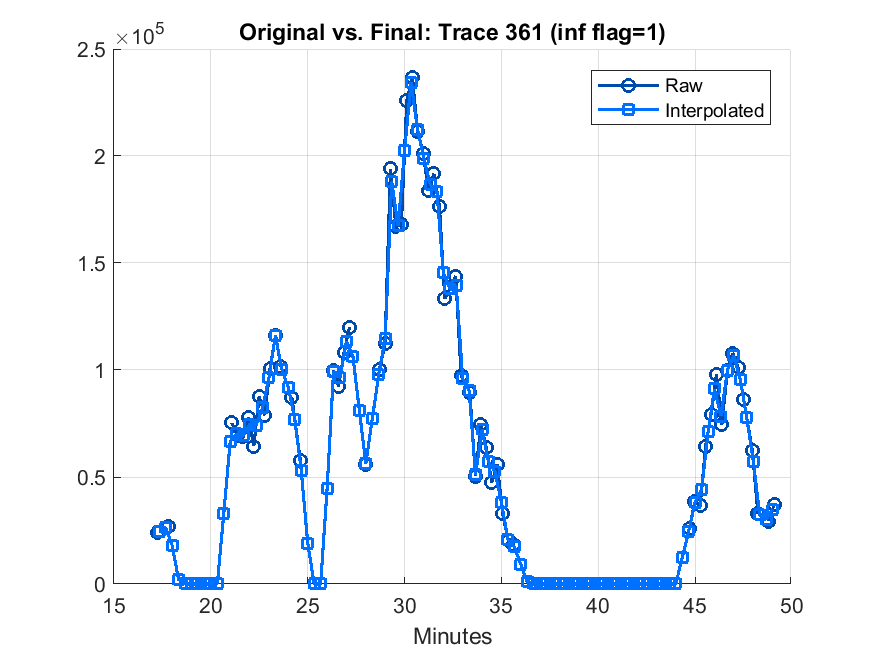 Original vs. Final: Trace 361 (inf flag=1)
×10⁵
2.5
2
1.5
1
0.5
0
Raw
Interpolated
15 20 25 30 35 40 45 50
Minutes